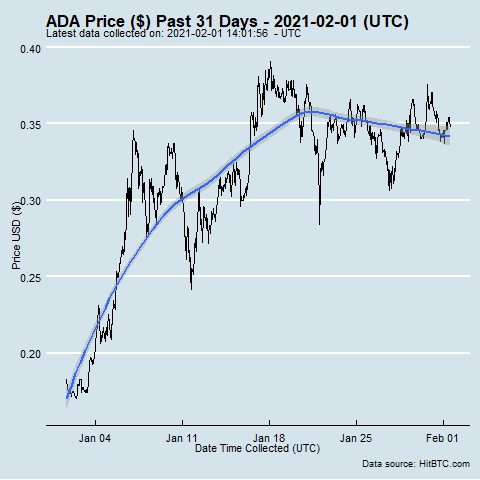 ADA Price ($) Past 31 Days - 2021-02-01 (UTC)
Latest data collected on: 2021-02-01 14:01:56  - UTC
0.40
0.35
0.30
0.25
0.20
Price USD ($)
Jan 04 Jan 11 Jan 18 Jan 25 Feb 01
Date Time Collected (UTC)
Data source: HitBTC.com